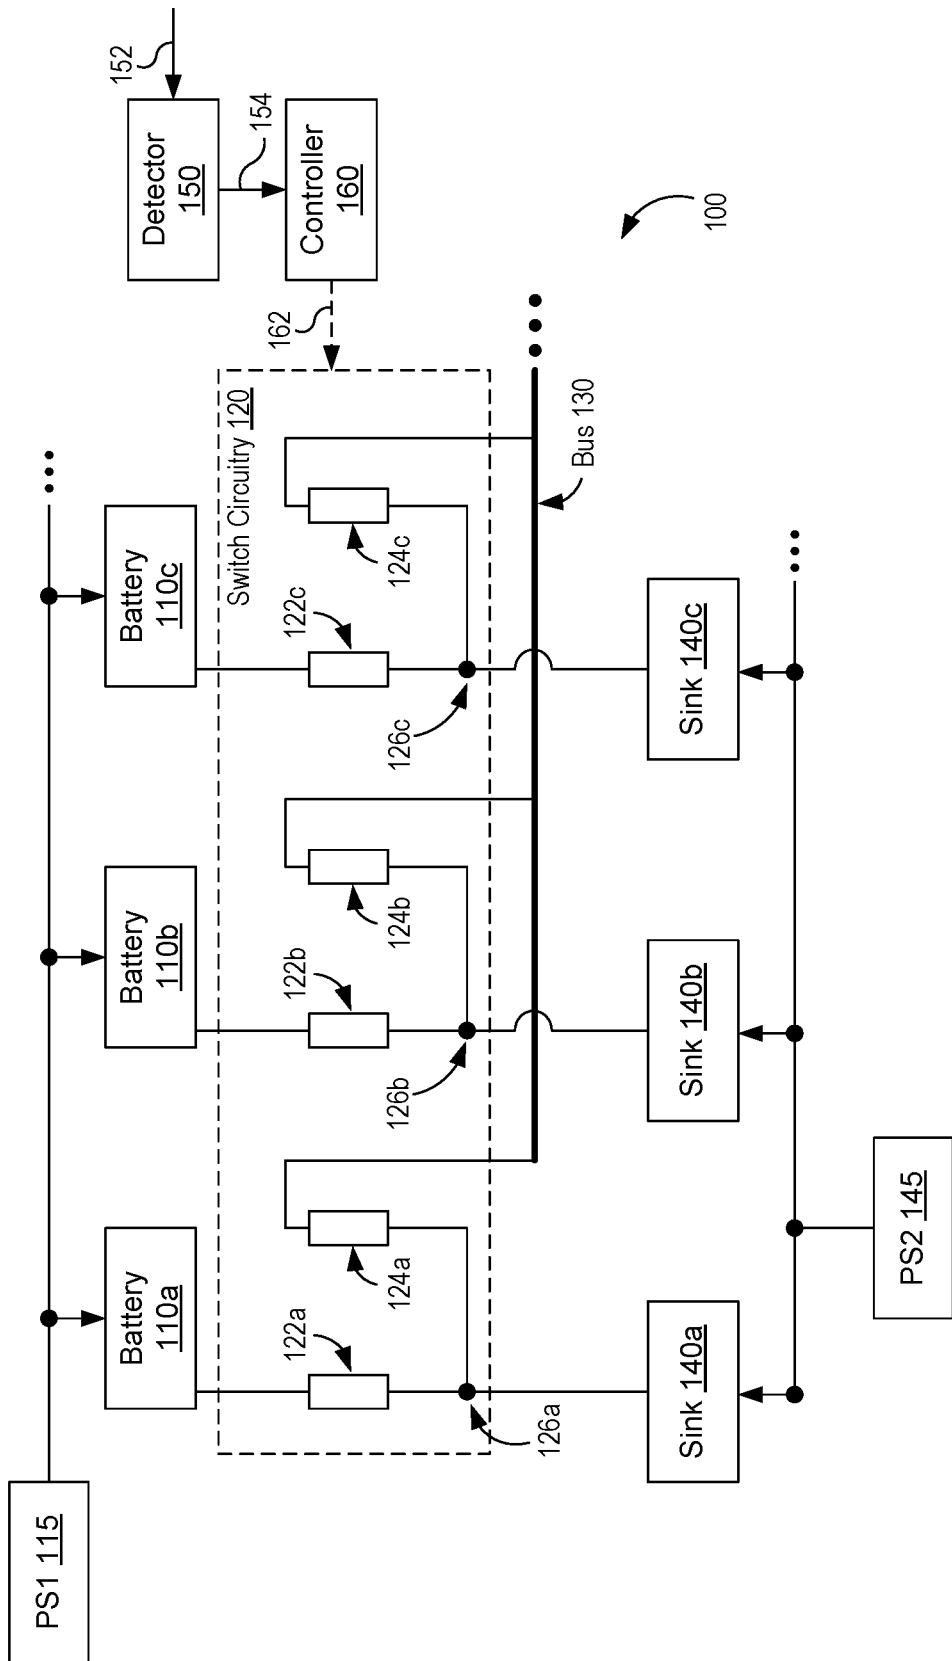 PS1 115
Battery
110a
Battery
110b
Battery
110c
Detector
150
152
154
Controller
160
162
Switch Circuitry 120
122a
124a
122b
124b
122c
124c
126a
126b
126c
Bus 130
100
Sink 140a
Sink 140b
Sink 140c
PS2 145